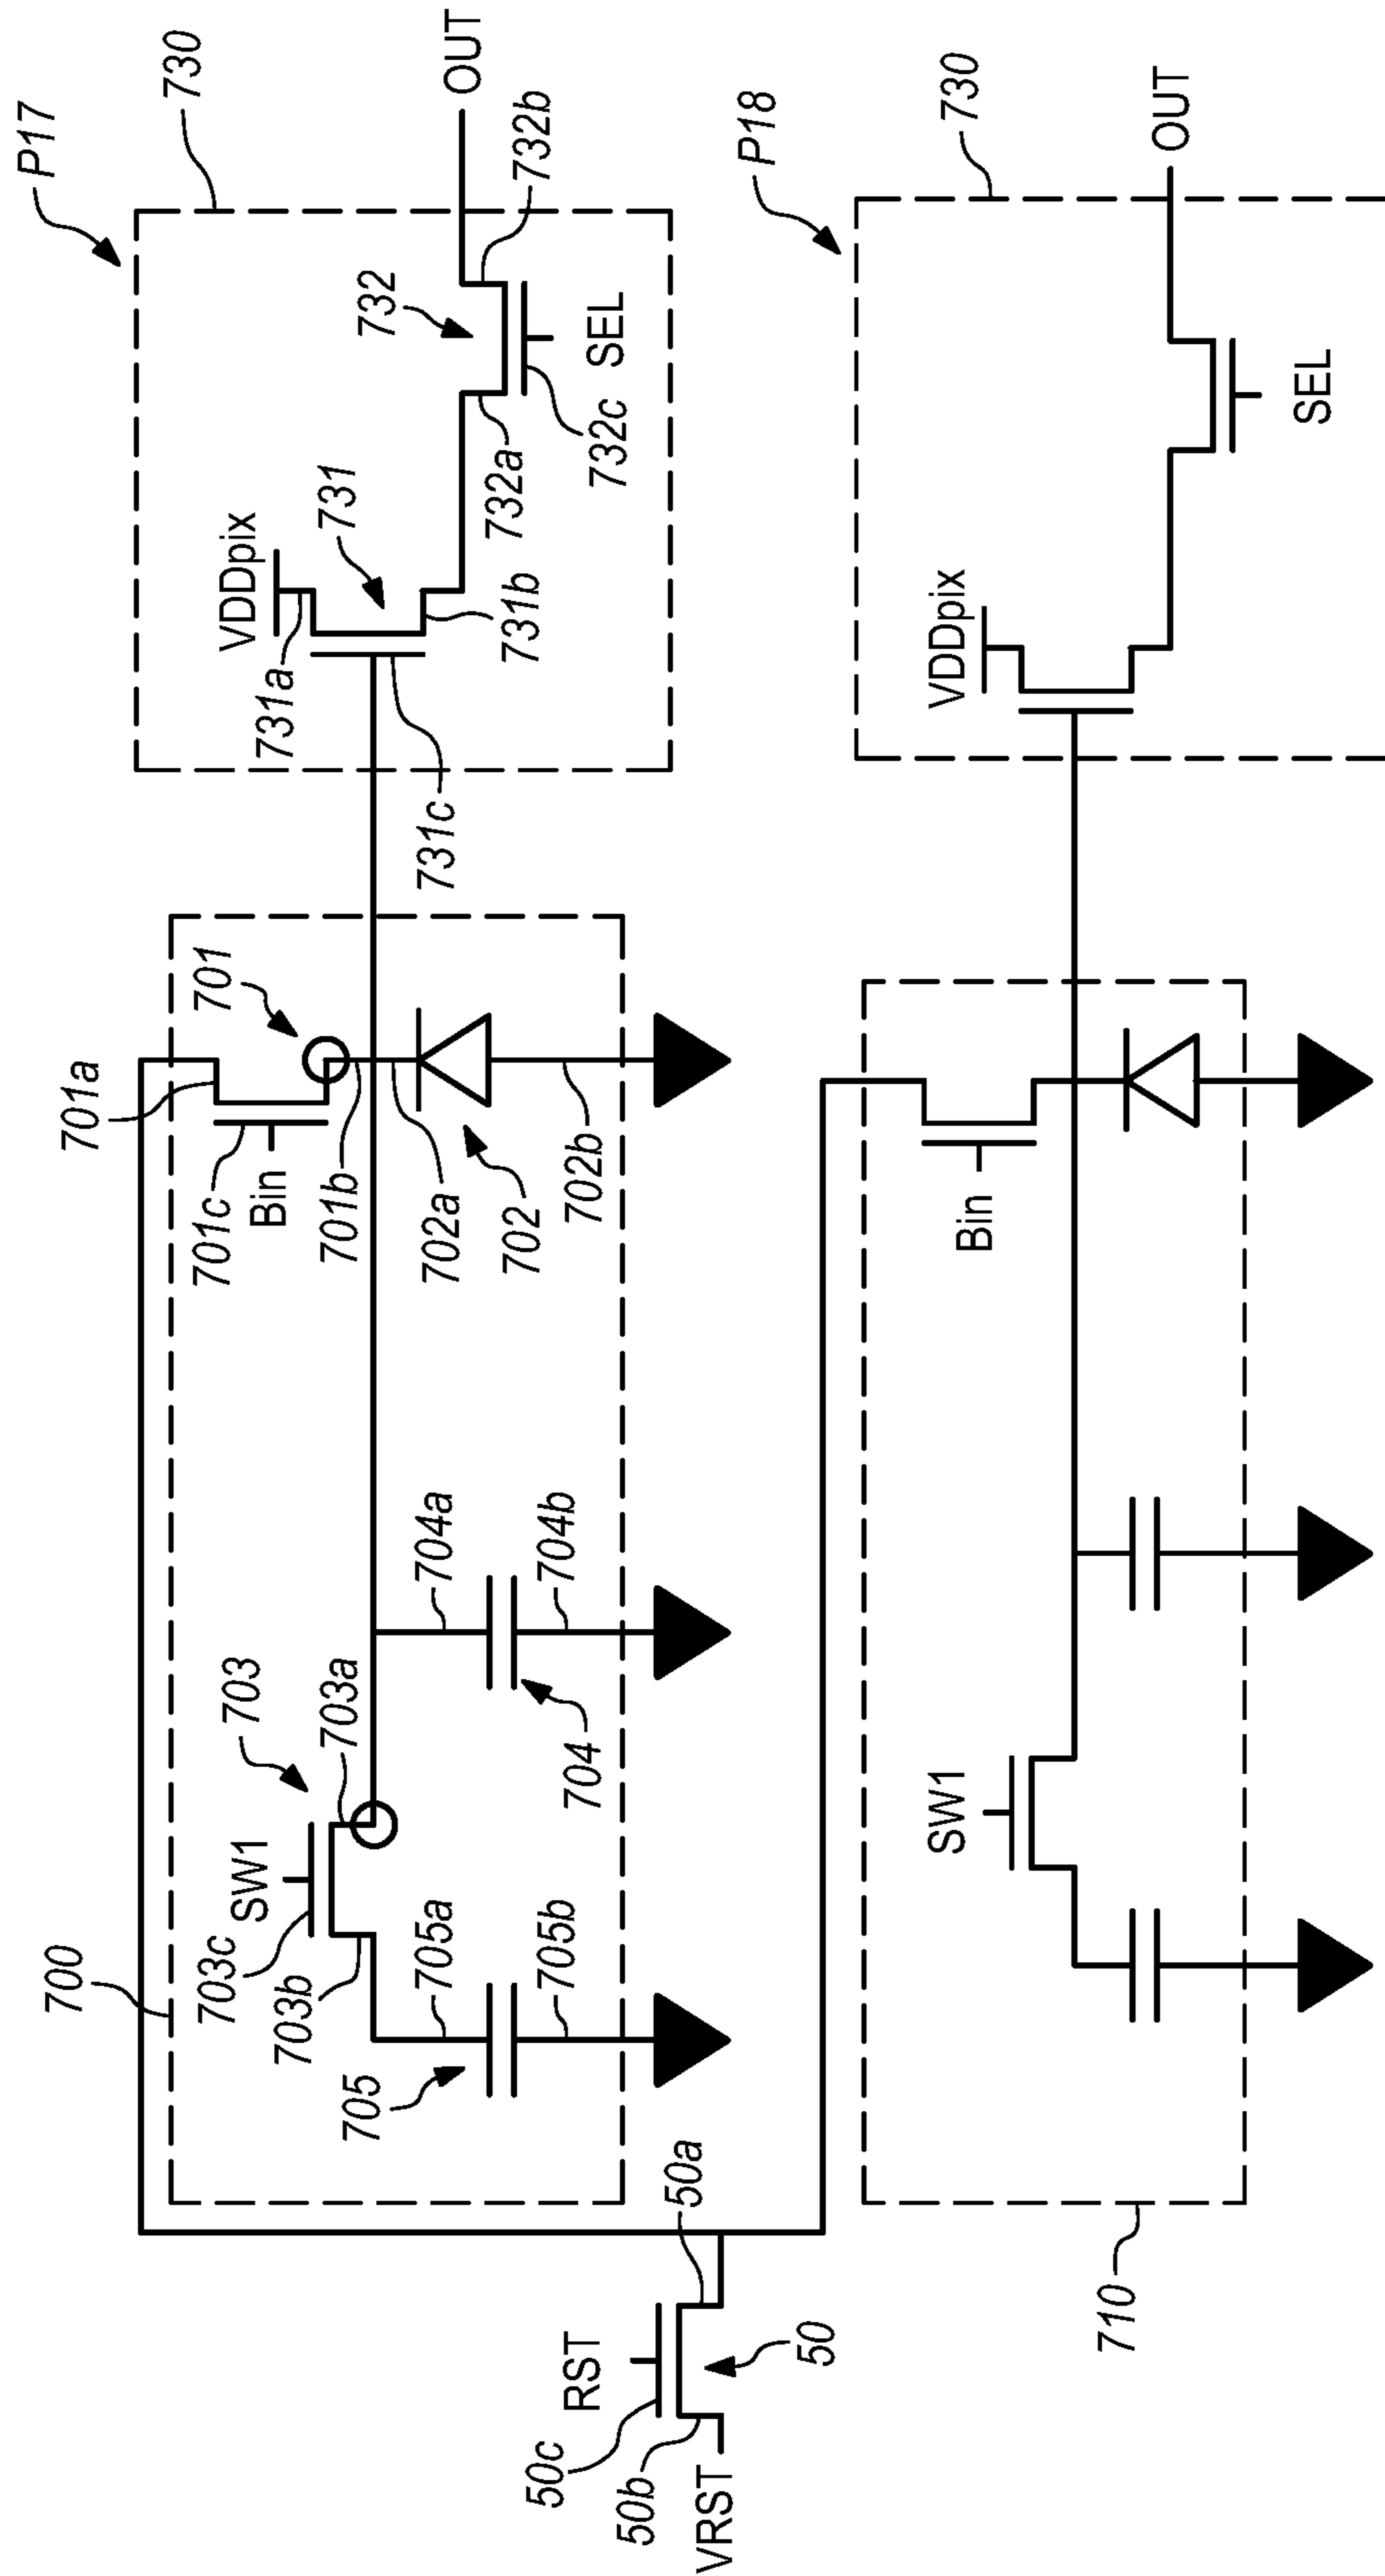 P17
730
OUT
732b
732
SEL
732c
732a
731
VDDpix
731a
731b
731c
701
701a
701c
Bin
701b
702a
702
702b
704a
704b
704
703
703a
SW1
703c
703b
705a
705b
705
700
50a
50
RST
50c
50b
VRST
P18
730
OUT
SEL
VDDpix
Bin
SW1
710